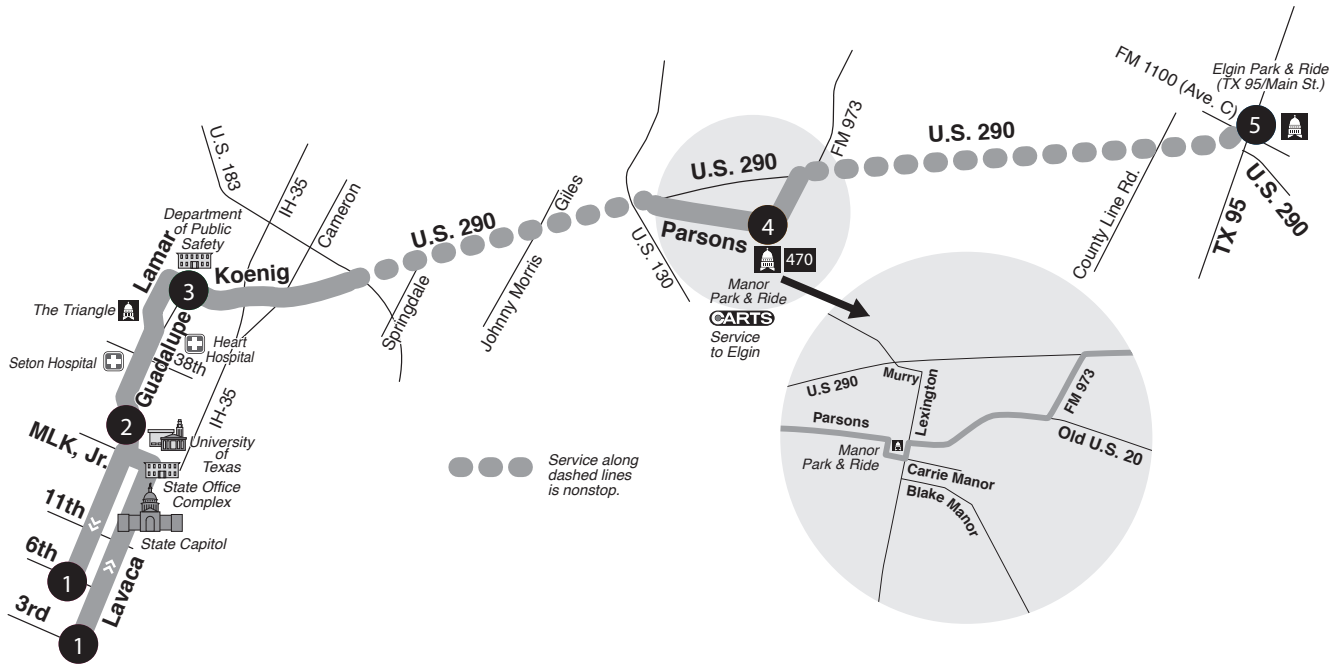 FM 1100 (Ave. C)
Elgin Park & Ride
(TX 95/Main St.)
5
U.S. 290
TX 95
County Line Rd.
U.S. 290
FM 973
U.S. 290
Parsons
4
470
Manor
Park & Ride
CARTS
Service
to Elgin
U.S. 130
Giles
Johnny Morris
U.S. 290
Springdale
U.S. 183
IH-35
Cameron
Department
of Public
Safety
Lamar
Koenig
3
The Triangle
Guadalupe
Heart
Hospital
38th
Seton Hospital
IH-35
2
MLK, Jr.
University
of
Texas
State Office
Complex
11th
State Capitol
6th
1
Lavaca
3rd
1
Service along
dashed lines
is nonstop.
U.S 290
Murry
Lexington
FM 973
Parsons
Old U.S. 20
Manor
Park & Ride
Carrie Manor
Blake Manor